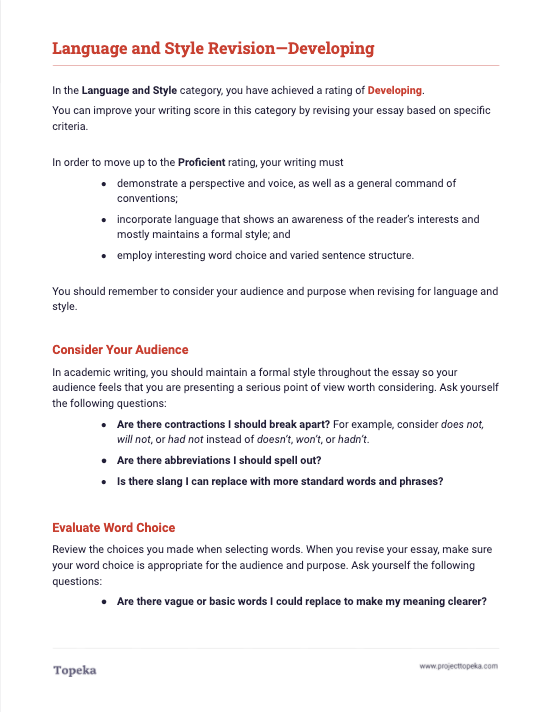 Language and Style Revision—Developing
In the Language and Style category, you have achieved a rating of Developing.
You can improve your writing score in this category by revising your essay based on specific
criteria.
In order to move up to the Proficient rating, your writing must
• demonstrate a perspective and voice, as well as a general command of
conventions;
• incorporate language that shows an awareness of the reader’s interests and
mostly maintains a formal style; and
• employ interesting word choice and varied sentence structure.
You should remember to consider your audience and purpose when revising for language and
style.
Consider Your Audience
In academic writing, you should maintain a formal style throughout the essay so your
audience feels that you are presenting a serious point of view worth considering. Ask yourself
the following questions:
• Are there contractions I should break apart? For example, consider does not,
will not, or had not instead of doesn’t, won’t, or hadn’t.
• Are there abbreviations I should spell out?
• Is there slang I can replace with more standard words and phrases?
Evaluate Word Choice
Review the choices you made when selecting words. When you revise your essay, make sure
your word choice is appropriate for the audience and purpose. Ask yourself the following
questions:
• Are there vague or basic words I could replace to make my meaning clearer?
Topeka
www.projecttopeka.com